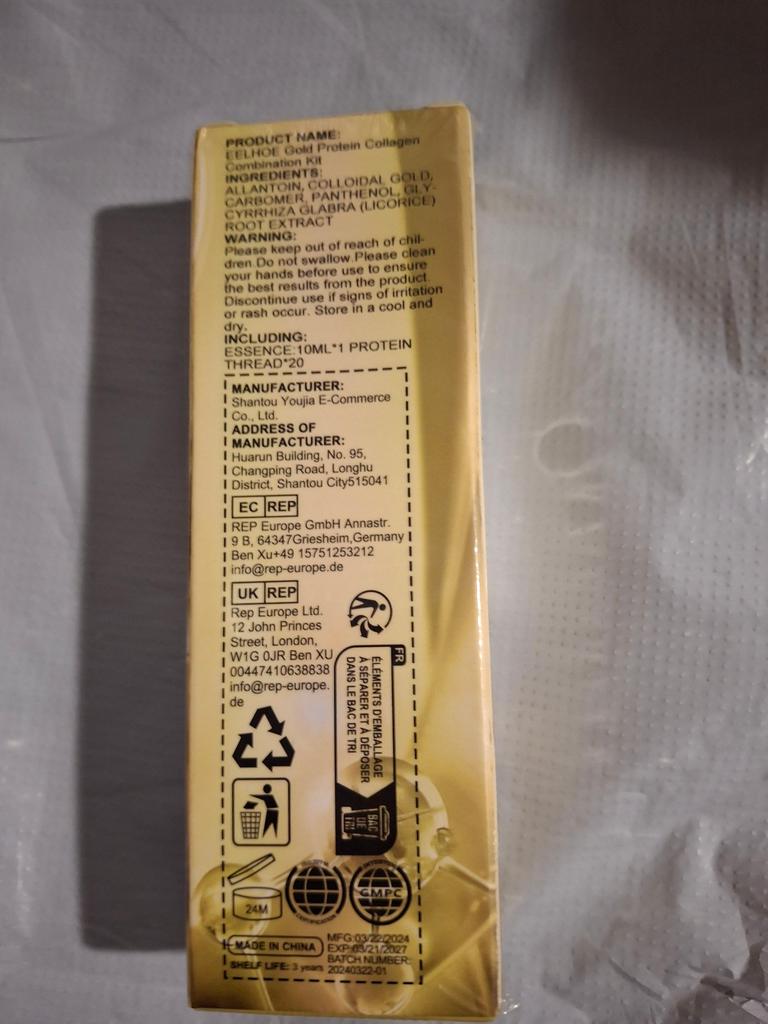 PRODUCT NAME:
EELHOE Gold Protein Collagen
Combination Kit
INGREDIENTS:
ALLANTOIN, COLLOIDAL GOLD,
CARBOMER, PANTHENOL, GLY-
CYRRHIZA GLABRA (LICORICE)
ROOT EXTRACT
WARNING:
Please keep out of reach of chil-
dren.Do not swallow.Please clean
your hands before use to ensure
the best results from the product.
Discontinue use if signs of irritation
or rash occur. Store in a cool and
dry.
INCLUDING:
ESSENCE:10ML*1 PROTEIN
THREAD*20
MANUFACTURER:
Shantou Youjia E-Commerce
Co., Ltd.
ADDRESS OF
MANUFACTURER:
Huarun Building, No. 95,
Changping Road, Longhu
District, Shantou City515041
EC REP
REP Europe GmbH Annastr.
9 B, 64347Griesheim,Germany
Ben Xu+49 15751253212
info@rep-europe.de
UK REP
Rep Europe Ltd.
12 John Princes
Street, London,
W1G 0JR Ben XU
00447410638838
info@rep-europe.
de
FR
ÉLÉMENTS D'EMBALLAGE
À SÉPARER ET À DÉPOSER
DANS LE BAC DE TRI
BAC
DE
TRI
24M
CERTIFICATION
GMPC
MADE IN CHINA
SHELF LIFE: 3 years
MFG:03/22/2024
EXP:03/21/2027
BATCH NUMBER:
20240322-01